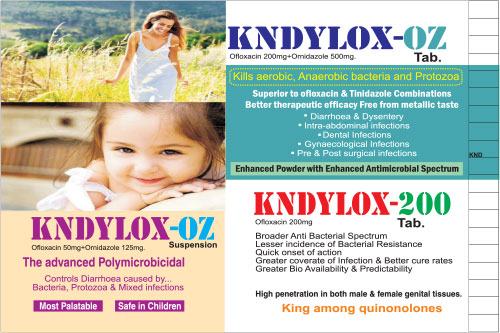 KNDYLOX-OZ
Ofloxacin 200mg+Ornidazole 500mg.
Tab.
Kills aerobic, Anaerobic bacteria and Protozoa
Superior to ofloxacin & Tinidazole Combinations
Better therapeutic efficacy Free from metallic taste
• Diarrhoea & Dysentery
• Intra-abdominal infections
• Dental Infections
• Gynaecological Infections
• Pre & Post surgical infections
Enhanced Powder with Enhanced Antimicrobial Spectrum
KND
KNDYLOX-OZ
Ofloxacin 50mg+Ornidazole 125mg.
Suspension
The advanced Polymicrobicidal
Controls Diarrhoea caused by...
Bacteria, Protozoa & Mixed infections
Most Palatable
Safe in Children
KNDYLOX-200
Ofloxacin 200mg
Tab.
Broader Anti Bacterial Spectrum
Lesser incidence of Bacterial Resistance
Quick onset of action
Greater coverate of Infection & Better cure rates
Greater Bio Availability & Predictability
High penetration in both male & female genital tissues.
King among quinonolones